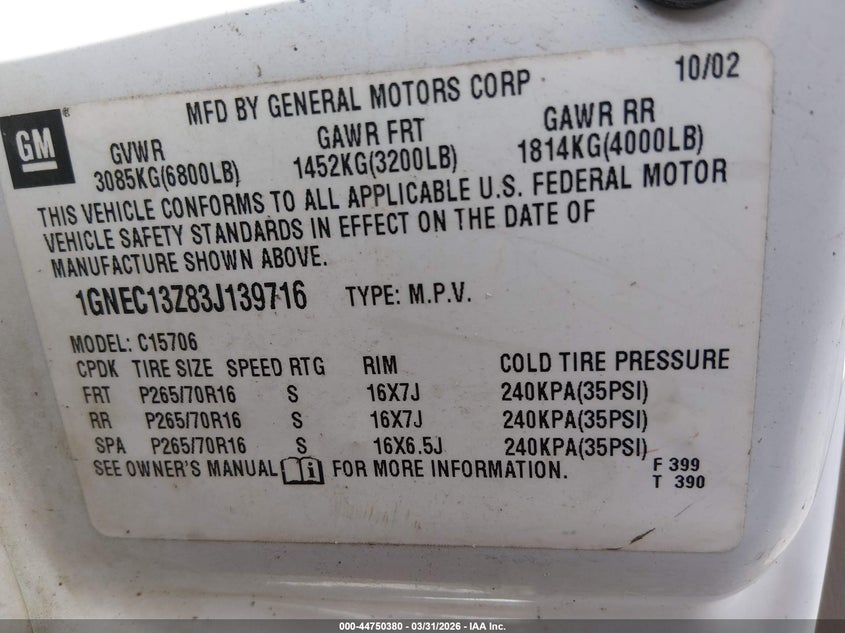 10/02
MFD BY GENERAL MOTORS CORP
GM ®
GVWR GAWR FRT GAWR RR
3085KG(6800LB) 1452KG(3200LB) 1814KG(4000LB)
THIS VEHICLE CONFORMS TO ALL APPLICABLE U.S. FEDERAL MOTOR
VEHICLE SAFETY STANDARDS IN EFFECT ON THE DATE OF
MANUFACTURE SHOWN ABOVE.
1GNEC13Z83J139716 TYPE: M.P.V.
MODEL: C15706
CPDK TIRE SIZE SPEED RTG RIM COLD TIRE PRESSURE
FRT P265/70R16 S 16X7J 240KPA(35PSI)
RR P265/70R16 S 16X7J 240KPA(35PSI)
SPA P265/70R16 S 16X6.5J 240KPA(35PSI)
SEE OWNER'S MANUAL FOR MORE INFORMATION.
F 399
T 390
000-44750380 - 03/31/2026 - IAA Inc.